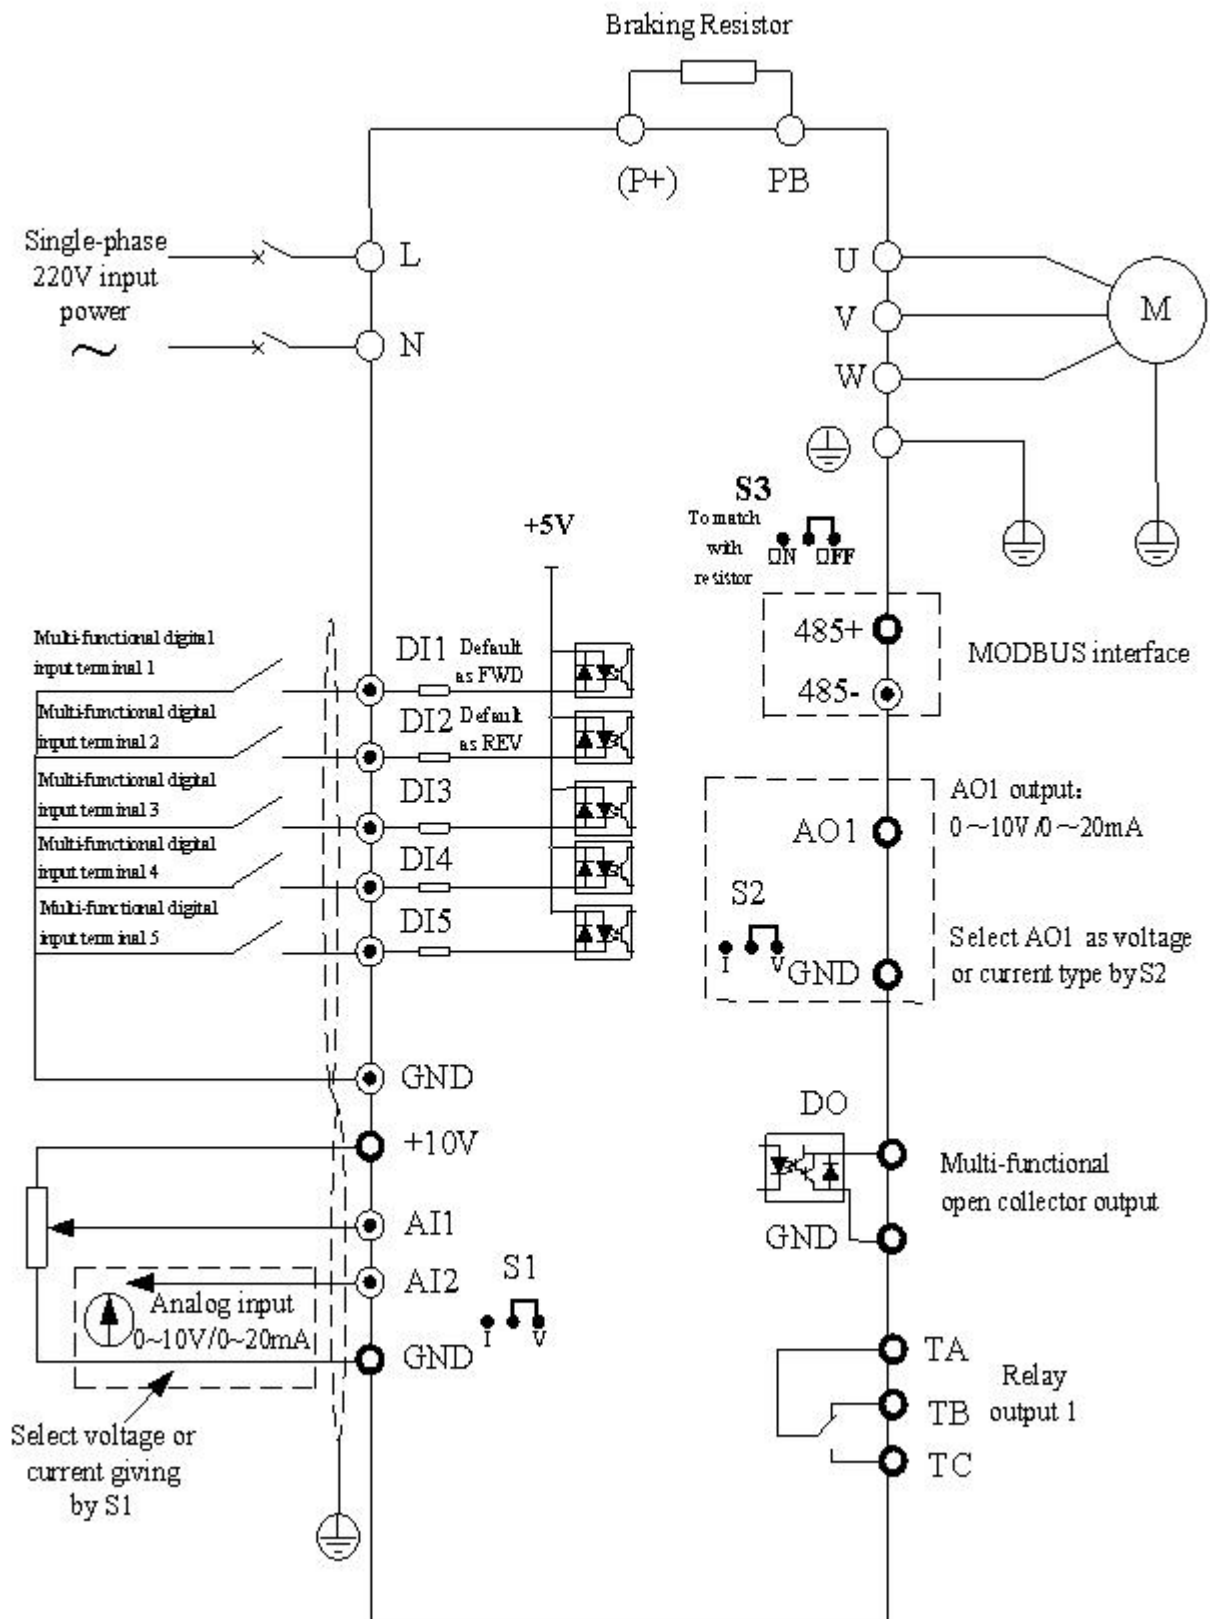 Braking Resistor
(P+)
PB
Single-phase
220V input
power
~
L
N
U
V
W
M
S3
To match
with
resistor
ON
OFF
+5V
485+
485-
MODBUS interface
Multi-functional digital
input terminal 1
DI1
Default
as FWD
Multi-functional digital
input terminal 2
DI2
Default
as REV
Multi-functional digital
input terminal 3
DI3
Multi-functional digital
input terminal 4
DI4
Multi-functional digital
input terminal 5
DI5
AO1
AO1 output:
0~10V/0~20mA
S2
I
V
GND
Select AO1 as voltage
or current type by S2
GND
+10V
AI1
AI2
Analog input
0~10V/0~20mA
S1
I
V
GND
Select voltage or
current giving
by S1
DO
GND
Multi-functional
open collector output
TA
TB
TC
Relay
output 1